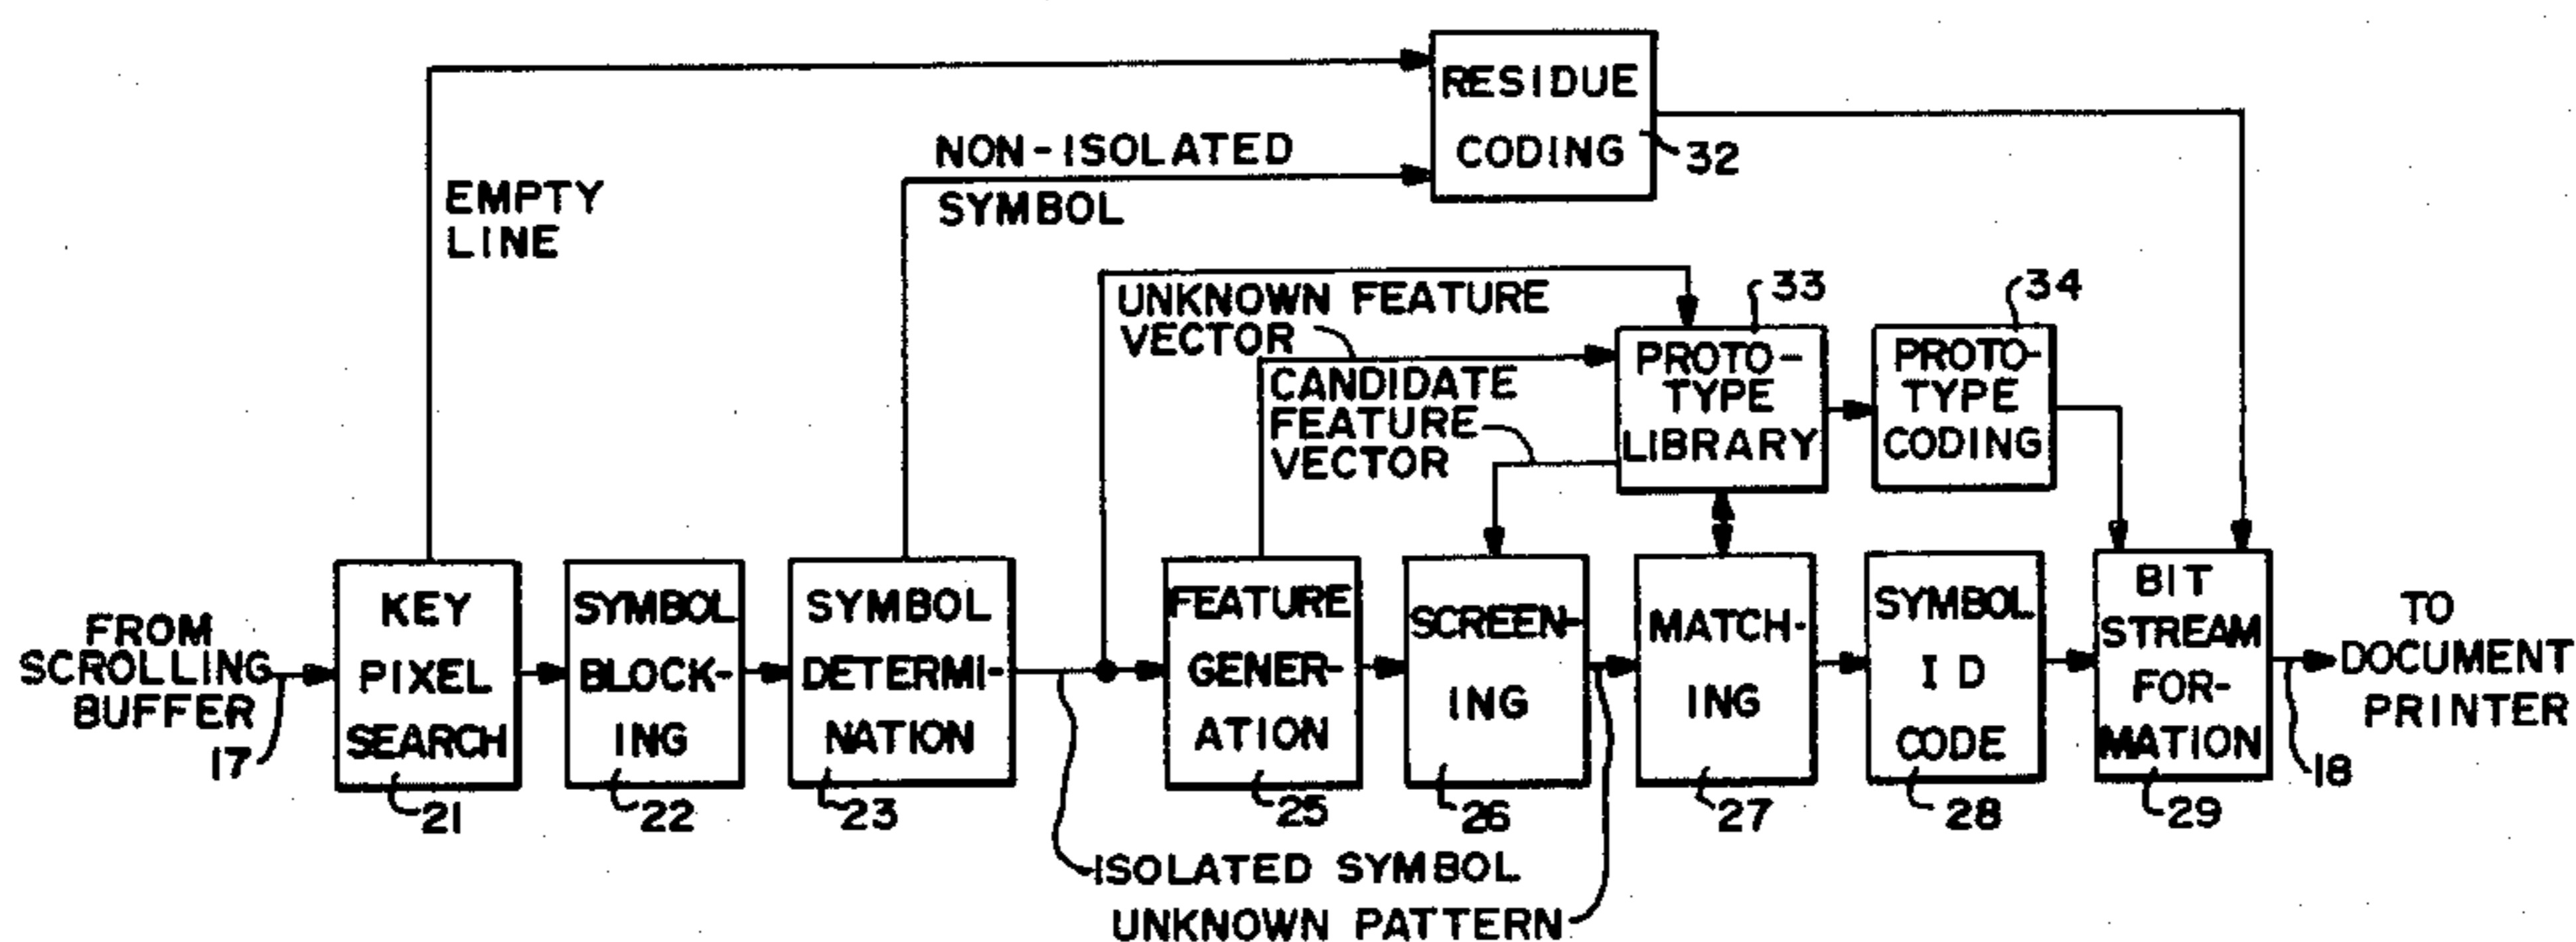 RESIDUE
CODING
32
NON-ISOLATED
SYMBOL
EMPTY
LINE
UNKNOWN FEATURE
VECTOR
CANDIDATE
FEATURE
VECTOR
33
PROTO-
TYPE
LIBRARY
34
PROTO-
TYPE
CODING
FROM
SCROLLING
BUFFER
17
KEY
PIXEL
SEARCH
21
SYMBOL
BLOCK-
ING
22
SYMBOL
DETERMI-
NATION
23
FEATURE
GENER-
ATION
25
SCREEN-
ING
26
MATCH-
ING
27
SYMBOL
ID
CODE
28
BIT
STREAM
FOR-
MATION
29
TO
DOCUMENT
PRINTER
18
ISOLATED SYMBOL
UNKNOWN PATTERN